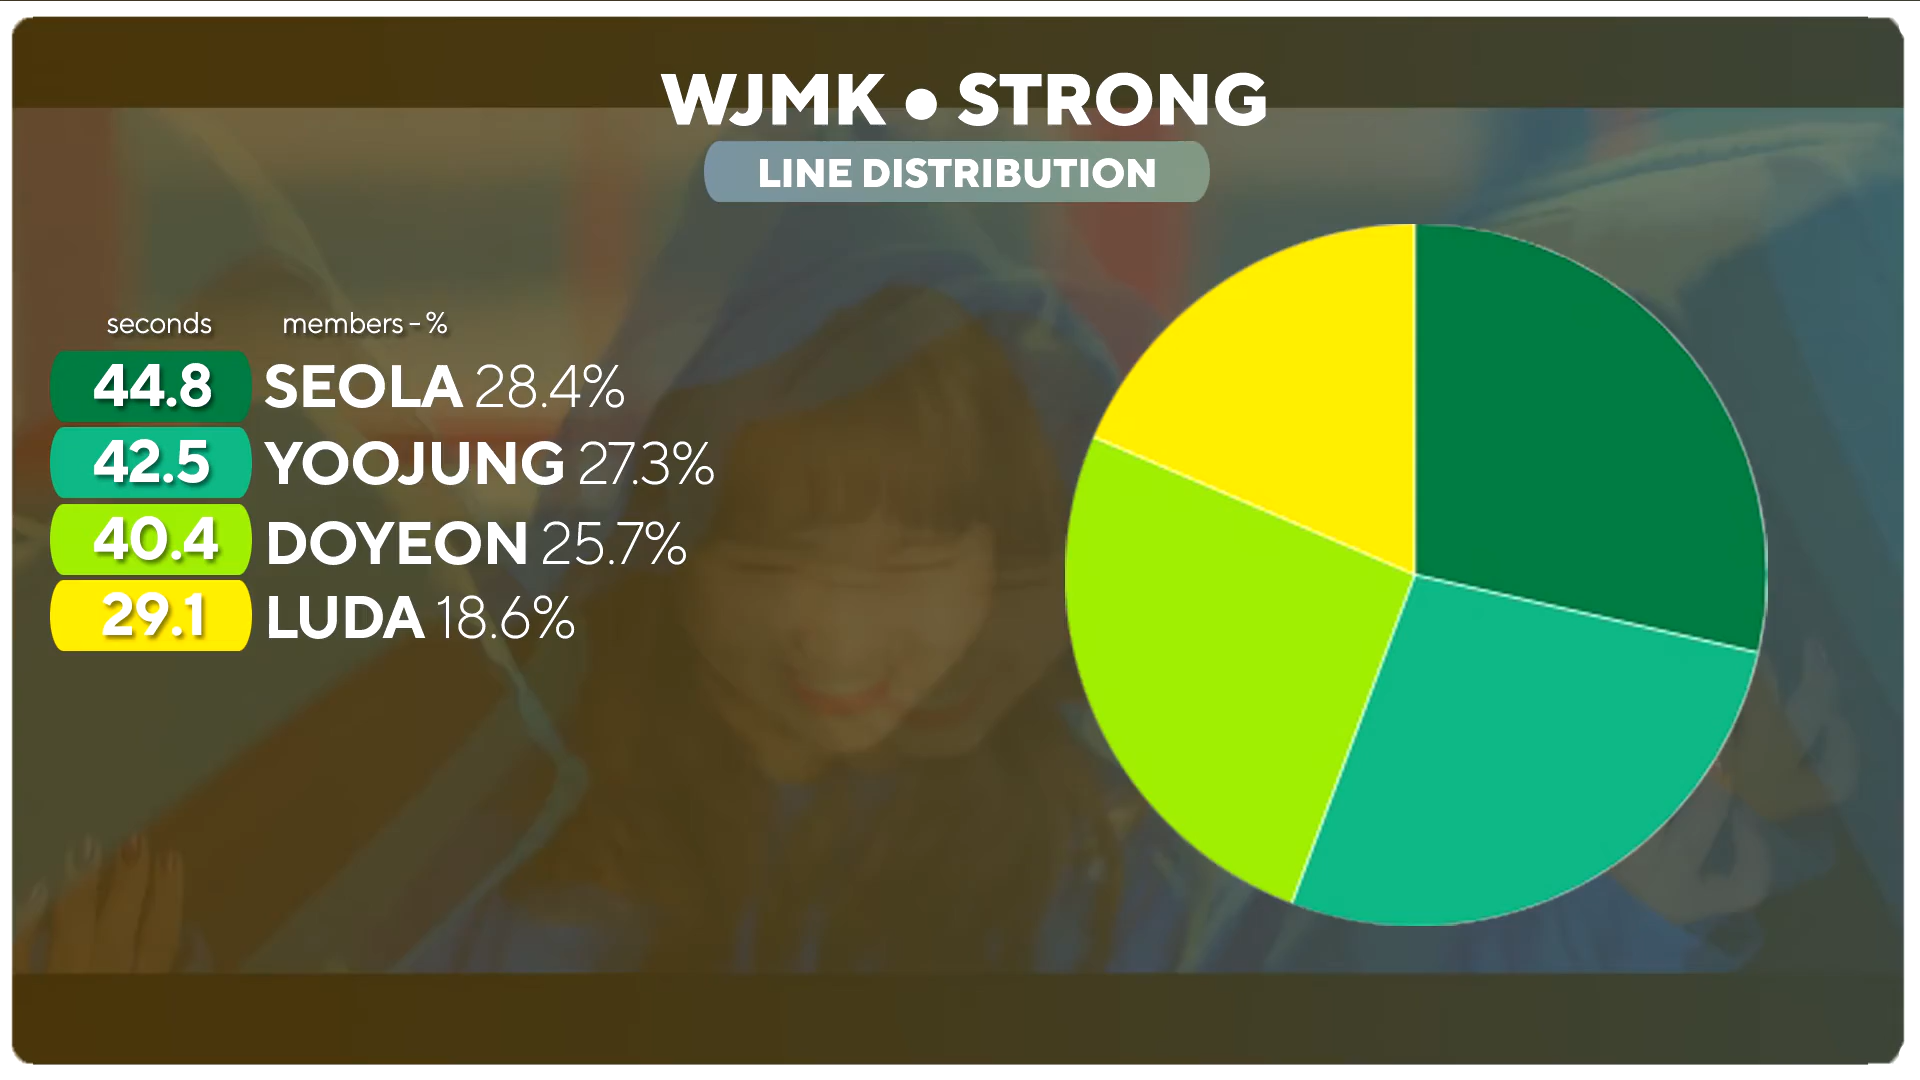 WJMK • STRONG
LINE DISTRIBUTION
seconds members - %
44.8 SEOLA 28.4%
42.5 YOOJUNG 27.3%
40.4 DOYEON 25.7%
29.1 LUDA 18.6%